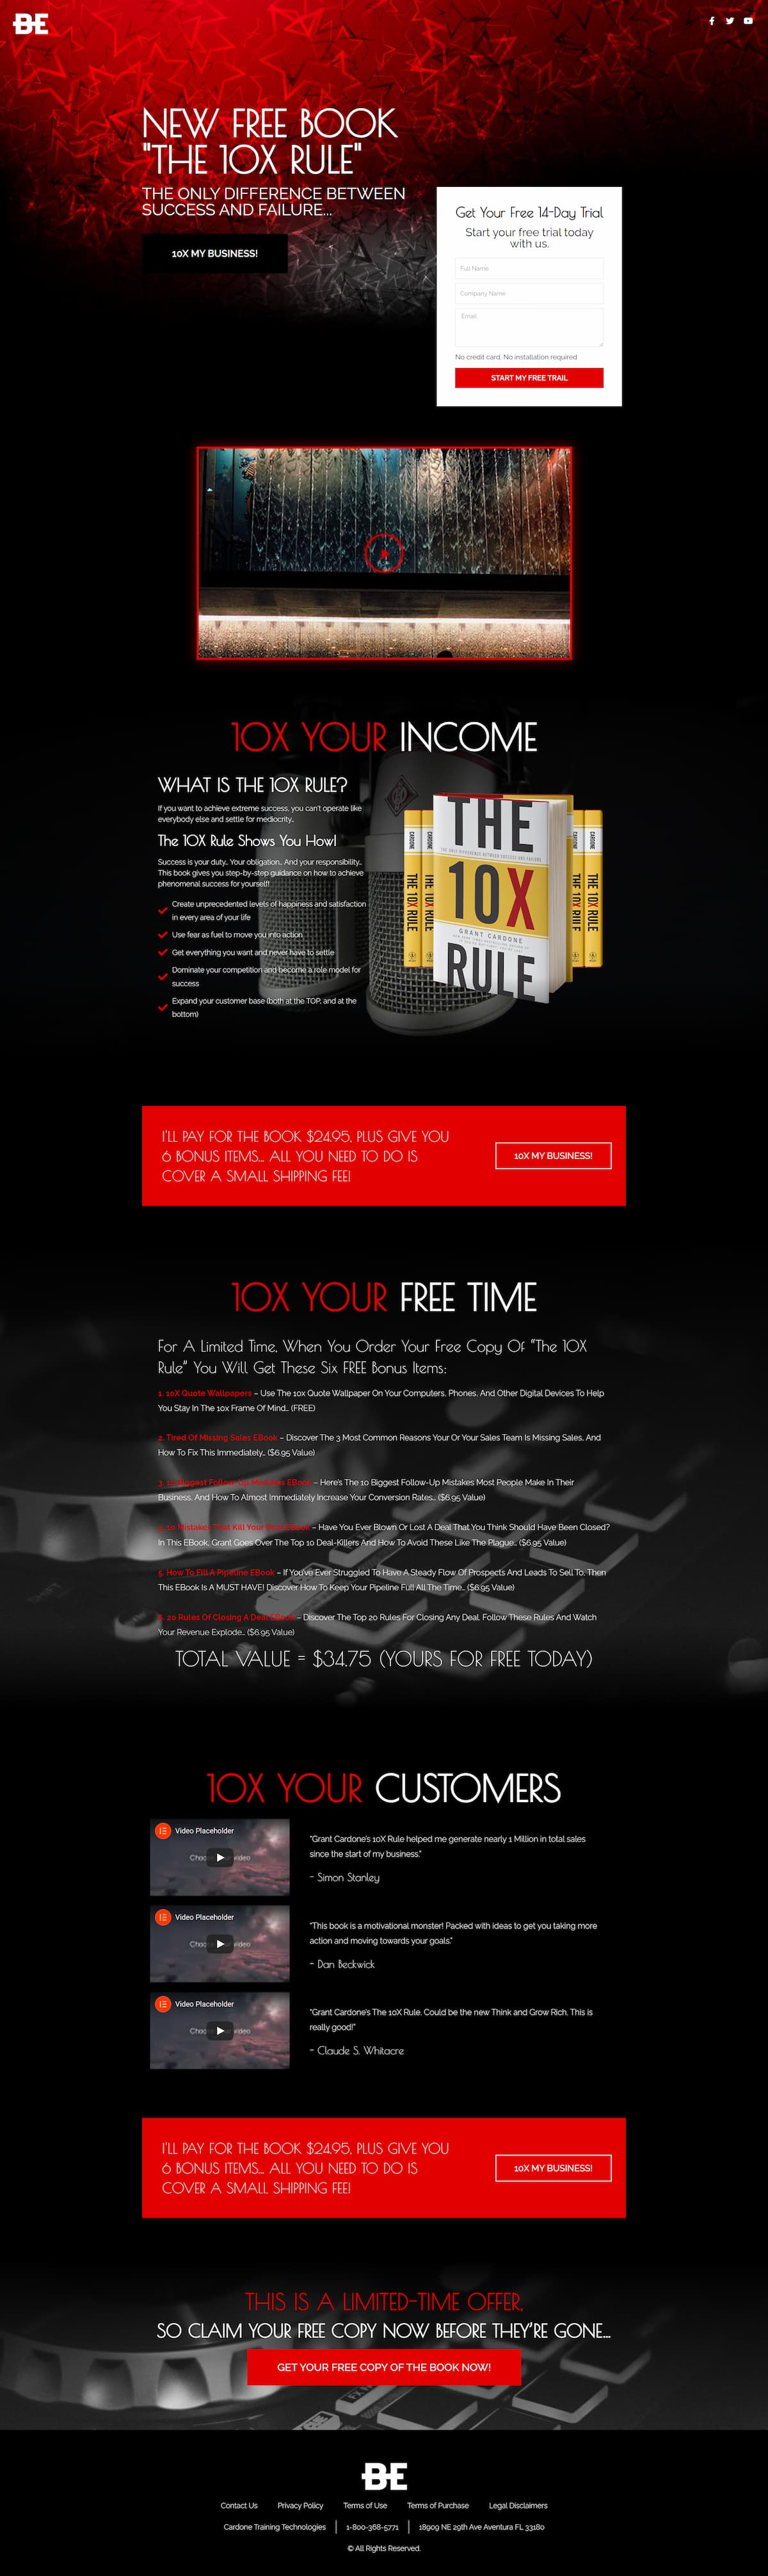 BE
NEW FREE BOOK
"THE 10X RULE"
THE ONLY DIFFERENCE BETWEEN
SUCCESS AND FAILURE...
10X MY BUSINESS!
Get Your Free 14-Day Trial
Start your free trial today
with us.
Full Name
Company Name
Email
No credit card. No installation required
START MY FREE TRAIL
10X YOUR INCOME
WHAT IS THE 10X RULE?
If you want to achieve extreme success, you can't operate like
everybody else and settle for mediocrity..
The 10X Rule Shows You How!
Success is your duty.. Your obligation.. And your responsibility..
This book gives you step-by-step guidance on how to achieve
phenomenal success for yourself!
Create unprecedented levels of happiness and satisfaction
in every area of your life
Use fear as fuel to move you into action
Get everything you want and never have to settle
Dominate your competition and become a role model for
success
Expand your customer base (both at the TOP, and at the
bottom)
CARDONE THE 10X RULE
CARDONE THE 10X RULE
THE
THE ONLY DIFFERENCE BETWEEN SUCCESS AND FAILURE
10X
GRANT CARDONE
RULE
CARDONE THE 10X RULE
CARDONE THE 10X RULE
I'LL PAY FOR THE BOOK $24.95, PLUS GIVE YOU
6 BONUS ITEMS... ALL YOU NEED TO DO IS
COVER A SMALL SHIPPING FEE!
10X MY BUSINESS!
10X YOUR FREE TIME
For A Limited Time, When You Order Your Free Copy Of "The 10X
Rule" You Will Get These Six FREE Bonus Items:
1. 10X Quote Wallpapers – Use The 10x Quote Wallpaper On Your Computers, Phones, And Other Digital Devices To Help
You Stay In The 10x Frame Of Mind.. (FREE)
2. Tired Of Missing Sales EBook – Discover The 3 Most Common Reasons Your Or Your Sales Team Is Missing Sales, And
How To Fix This Immediately.. ($6.95 Value)
3. 10 Biggest Follow-Up Mistakes EBook – Here's The 10 Biggest Follow-Up Mistakes Most People Make In Their
Business. And How To Almost Immediately Increase Your Conversion Rates.. ($6.95 Value)
4. 10 Mistakes That Kill Your Deal EBook – Have You Ever Blown Or Lost A Deal That You Think Should Have Been Closed?
In This EBook, Grant Goes Over The Top 10 Deal-Killers And How To Avoid These Like The Plague.. ($6.95 Value)
5. How To Fill A Pipeline EBook – If You've Ever Struggled To Have A Steady Flow Of Prospects And Leads To Sell To, Then
This EBook Is A MUST HAVE! Discover How To Keep Your Pipeline Full All The Time.. ($6.95 Value)
6. 20 Rules Of Closing A Deal EBook – Discover The Top 20 Rules For Closing Any Deal. Follow These Rules And Watch
Your Revenue Explode.. ($6.95 Value)
TOTAL VALUE = $34.75 (YOURS FOR FREE TODAY)
10X YOUR CUSTOMERS
Video Placeholder
"Grant Cardone's 10X Rule helped me generate nearly 1 Million in total sales
since the start of my business."
- Simon Stanley
Video Placeholder
"This book is a motivational monster! Packed with ideas to get you taking more
action and moving towards your goals."
- Dan Beckwick
Video Placeholder
"Grant Cardone's The 10X Rule. Could be the new Think and Grow Rich. This is
really good!"
- Claude S. Whitacre
I'LL PAY FOR THE BOOK $24.95, PLUS GIVE YOU
6 BONUS ITEMS... ALL YOU NEED TO DO IS
COVER A SMALL SHIPPING FEE!
10X MY BUSINESS!
THIS IS A LIMITED-TIME OFFER,
SO CLAIM YOUR FREE COPY NOW BEFORE THEY'RE GONE...
GET YOUR FREE COPY OF THE BOOK NOW!
BE
Contact Us Privacy Policy Terms of Use Terms of Purchase Legal Disclaimers
Cardone Training Technologies 1-800-368-5771 18909 NE 29th Ave Aventura FL 33180
© All Rights Reserved.